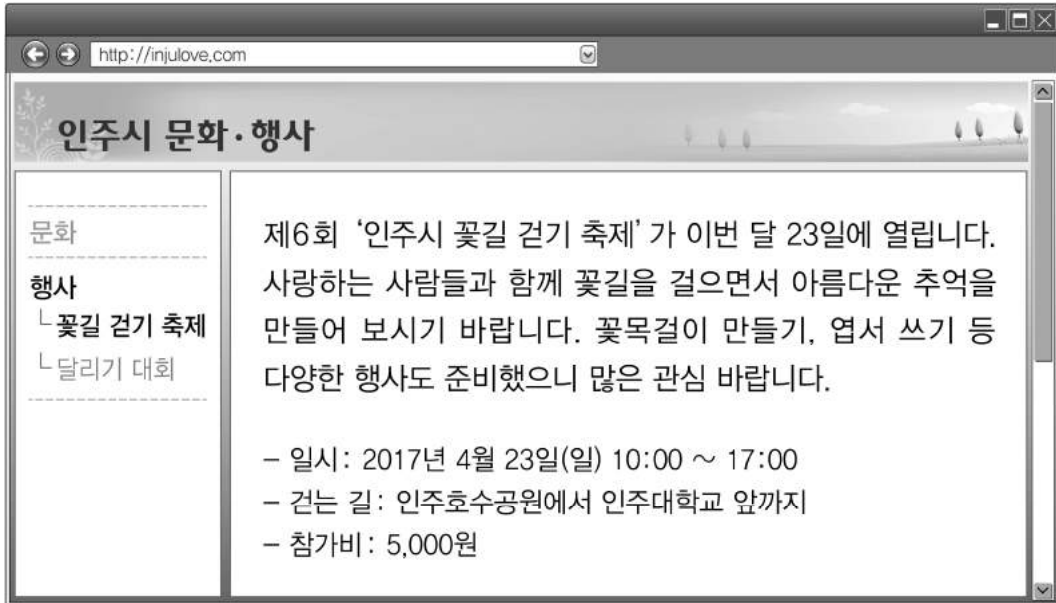 http://injulove.com
인주시 문화·행사
문화
행사
└ 꽃길 걷기 축제
└ 달리기 대회
제6회 ‘인주시 꽃길 걷기 축제’가 이번 달 23일에 열립니다.
사랑하는 사람들과 함께 꽃길을 걸으면서 아름다운 추억을
만들어 보시기 바랍니다. 꽃목걸이 만들기, 엽서 쓰기 등
다양한 행사도 준비했으니 많은 관심 바랍니다.
– 일시: 2017년 4월 23일(일) 10:00 ~ 17:00
– 걷는 길: 인주호수공원에서 인주대학교 앞까지
– 참가비: 5,000원